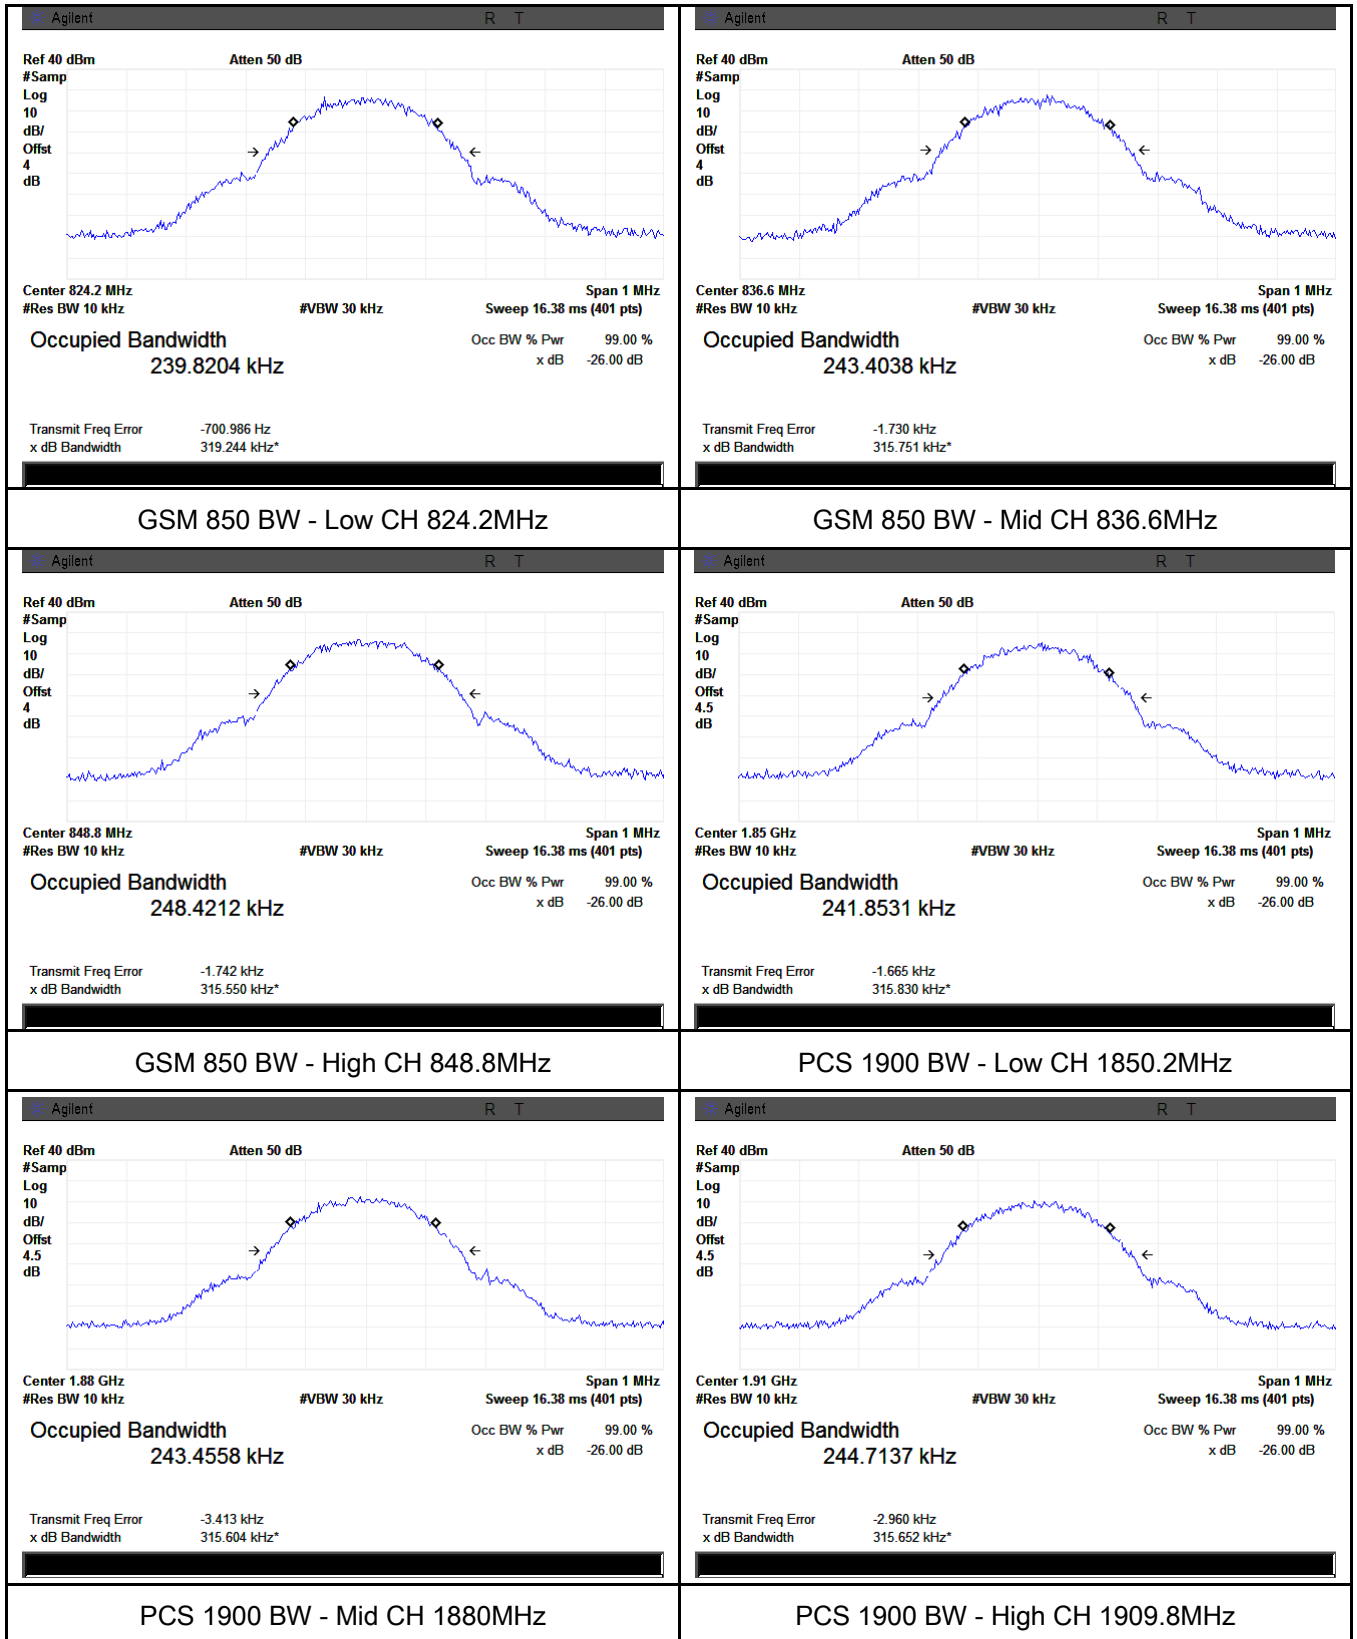 Agilent R T
Ref 40 dBm Atten 50 dB
#Samp
Log
10
dB/
Offst
4
dB
Center 824.2 MHz Span 1 MHz
#Res BW 10 kHz #VBW 30 kHz Sweep 16.38 ms (401 pts)
Occupied Bandwidth Occ BW % Pwr 99.00 %
239.8204 kHz x dB -26.00 dB
Transmit Freq Error -700.986 Hz
x dB Bandwidth 319.244 kHz*
GSM 850 BW - Low CH 824.2MHz
Agilent R T
Ref 40 dBm Atten 50 dB
#Samp
Log
10
dB/
Offst
4
dB
Center 836.6 MHz Span 1 MHz
#Res BW 10 kHz #VBW 30 kHz Sweep 16.38 ms (401 pts)
Occupied Bandwidth Occ BW % Pwr 99.00 %
243.4038 kHz x dB -26.00 dB
Transmit Freq Error -1.730 kHz
x dB Bandwidth 315.751 kHz*
GSM 850 BW - Mid CH 836.6MHz
Agilent R T
Ref 40 dBm Atten 50 dB
#Samp
Log
10
dB/
Offst
4
dB
Center 848.8 MHz Span 1 MHz
#Res BW 10 kHz #VBW 30 kHz Sweep 16.38 ms (401 pts)
Occupied Bandwidth Occ BW % Pwr 99.00 %
248.4212 kHz x dB -26.00 dB
Transmit Freq Error -1.742 kHz
x dB Bandwidth 315.550 kHz*
GSM 850 BW - High CH 848.8MHz
Agilent R T
Ref 40 dBm Atten 50 dB
#Samp
Log
10
dB/
Offst
4.5
dB
Center 1.85 GHz Span 1 MHz
#Res BW 10 kHz #VBW 30 kHz Sweep 16.38 ms (401 pts)
Occupied Bandwidth Occ BW % Pwr 99.00 %
241.8531 kHz x dB -26.00 dB
Transmit Freq Error -1.665 kHz
x dB Bandwidth 315.830 kHz*
PCS 1900 BW - Low CH 1850.2MHz
Agilent R T
Ref 40 dBm Atten 50 dB
#Samp
Log
10
dB/
Offst
4.5
dB
Center 1.88 GHz Span 1 MHz
#Res BW 10 kHz #VBW 30 kHz Sweep 16.38 ms (401 pts)
Occupied Bandwidth Occ BW % Pwr 99.00 %
243.4558 kHz x dB -26.00 dB
Transmit Freq Error -3.413 kHz
x dB Bandwidth 315.604 kHz*
PCS 1900 BW - Mid CH 1880MHz
Agilent R T
Ref 40 dBm Atten 50 dB
#Samp
Log
10
dB/
Offst
4.5
dB
Center 1.91 GHz Span 1 MHz
#Res BW 10 kHz #VBW 30 kHz Sweep 16.38 ms (401 pts)
Occupied Bandwidth Occ BW % Pwr 99.00 %
244.7137 kHz x dB -26.00 dB
Transmit Freq Error -2.960 kHz
x dB Bandwidth 315.652 kHz*
PCS 1900 BW - High CH 1909.8MHz